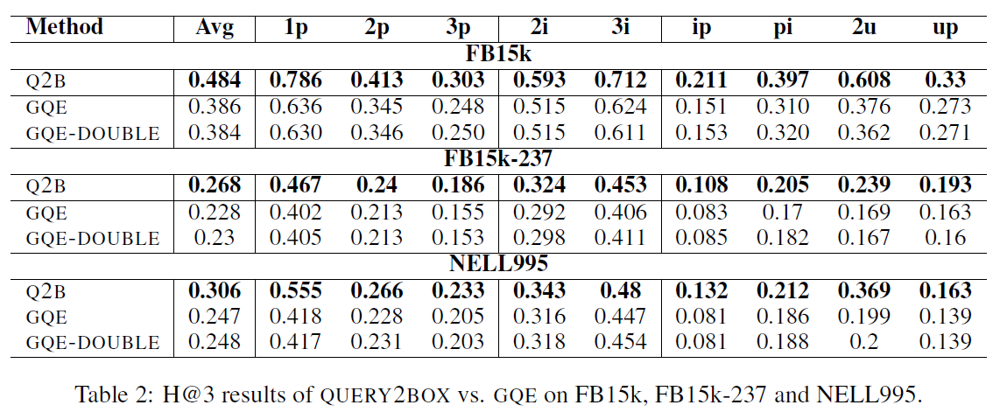 Method Avg 1p 2p 3p 2i 3i ip pi 2u up
FB15k
Q2B 0.484 0.786 0.413 0.303 0.593 0.712 0.211 0.397 0.608 0.33
GQE 0.386 0.636 0.345 0.248 0.515 0.624 0.151 0.310 0.376 0.273
GQE-DOUBLE 0.384 0.630 0.346 0.250 0.515 0.611 0.153 0.320 0.362 0.271
FB15k-237
Q2B 0.268 0.467 0.24 0.186 0.324 0.453 0.108 0.205 0.239 0.193
GQE 0.228 0.402 0.213 0.155 0.292 0.406 0.083 0.17 0.169 0.163
GQE-DOUBLE 0.23 0.405 0.213 0.153 0.298 0.411 0.085 0.182 0.167 0.16
NELL995
Q2B 0.306 0.555 0.266 0.233 0.343 0.48 0.132 0.212 0.369 0.163
GQE 0.247 0.418 0.228 0.205 0.316 0.447 0.081 0.186 0.199 0.139
GQE-DOUBLE 0.248 0.417 0.231 0.203 0.318 0.454 0.081 0.188 0.2 0.139
Table 2: H@3 results of QUERY2BOX vs. GQE on FB15k, FB15k-237 and NELL995.